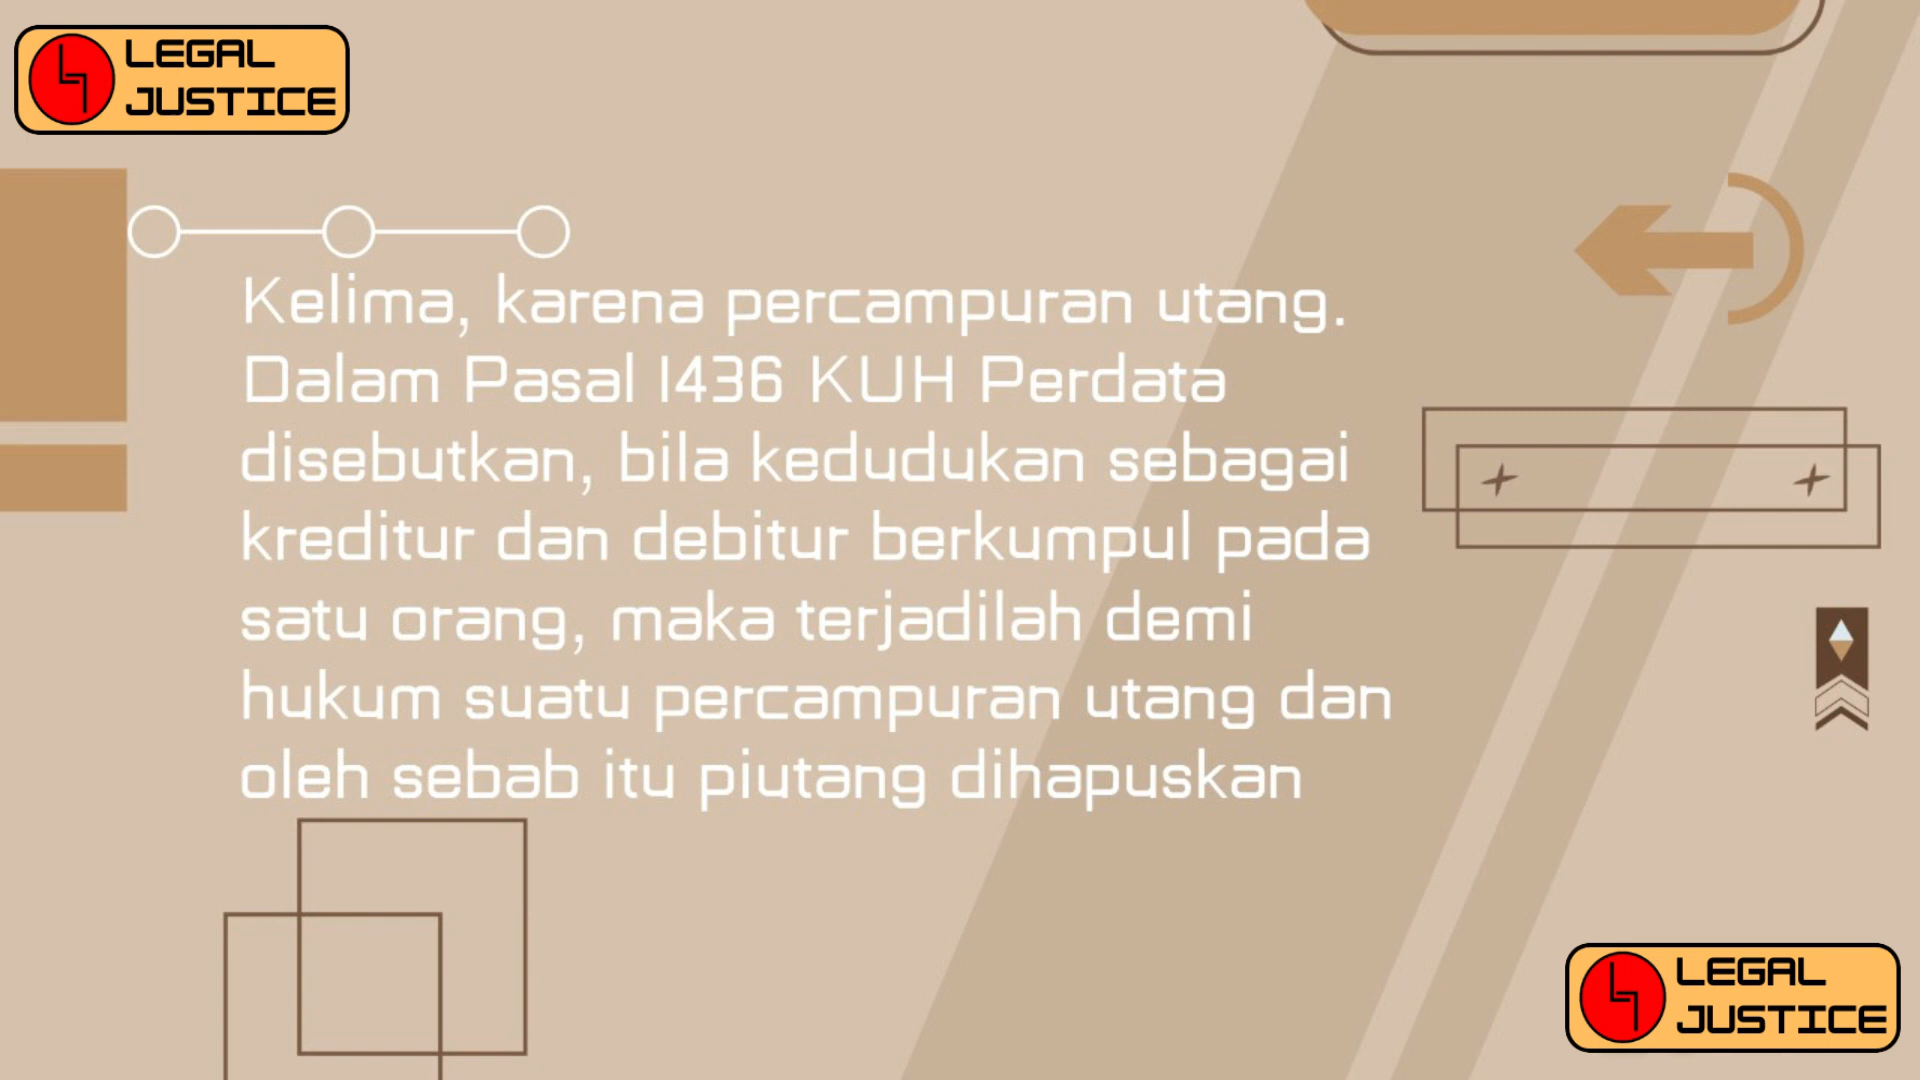 LEGAL
JUSTICE
Kelima, karena percampuran utang.
Dalam Pasal 1436 KUH Perdata
disebutkan, bila kedudukan sebagai
kreditur dan debitur berkumpul pada
satu orang, maka terjadilah demi
hukum suatu percampuran utang dan
oleh sebab itu piutang dihapuskan
LEGAL
JUSTICE